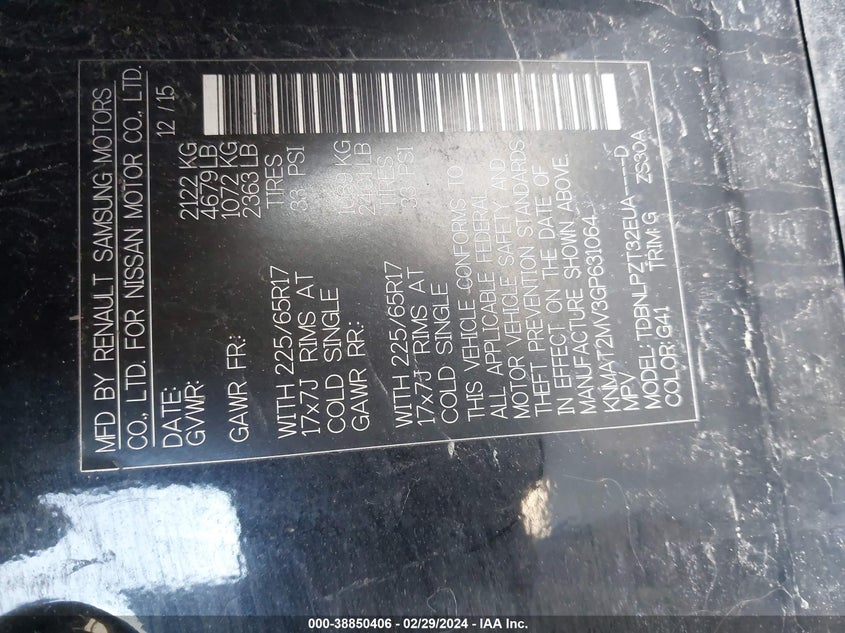 MFD BY RENAULT SAMSUNG MOTORS
CO., LTD. FOR NISSAN MOTOR CO., LTD.
DATE: 12 /15
GVWR: 2122 KG
4679 LB
GAWR FR: 1072 KG
2363 LB
WITH 225/65R17 TIRES
17x7J RIMS AT 33 PSI
COLD SINGLE
GAWR RR: KG
LB
WITH 225/65R17 TIRES
17x7J RIMS AT 33 PSI
COLD SINGLE
THIS VEHICLE CONFORMS TO
ALL APPLICABLE FEDERAL
MOTOR VEHICLE SAFETY AND
THEFT PREVENTION STANDARDS
IN EFFECT ON THE DATE OF
MANUFACTURE SHOWN ABOVE.
KNMAT2MV3GP631064
MPV
MODEL:TDBNLPZT32EUA----D
COLOR:G41 TRIM:G ZS30A
000-38850406 - 02/29/2024 - IAA Inc.